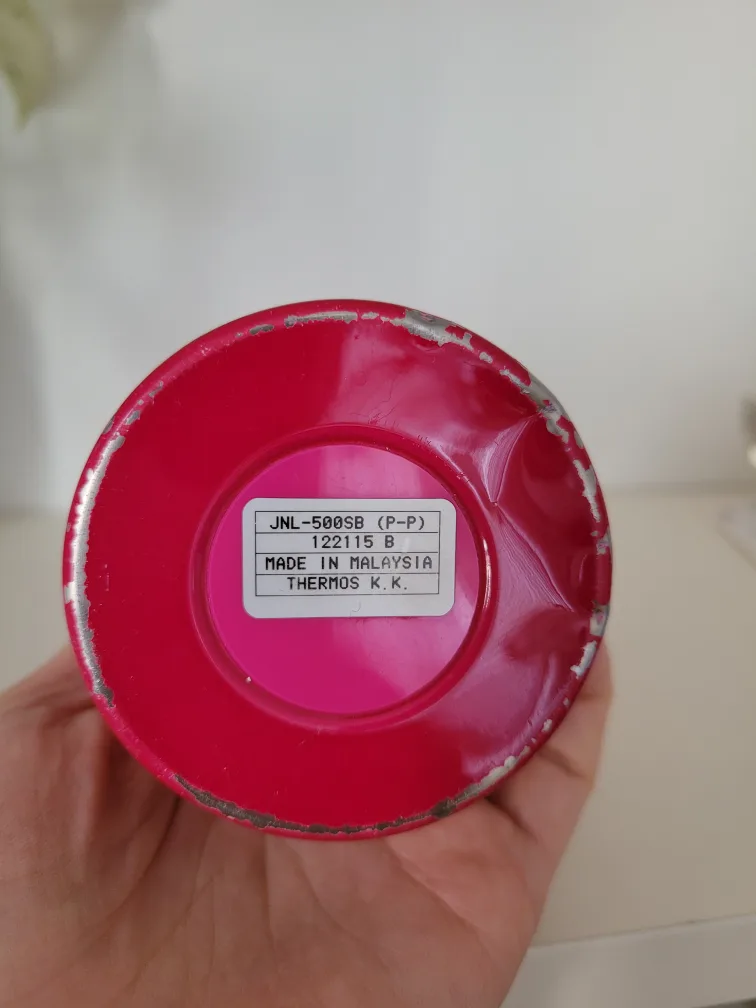 JNL-500SB (P-P)
122115 B
MADE IN MALAYSIA
THERMOS K.K.